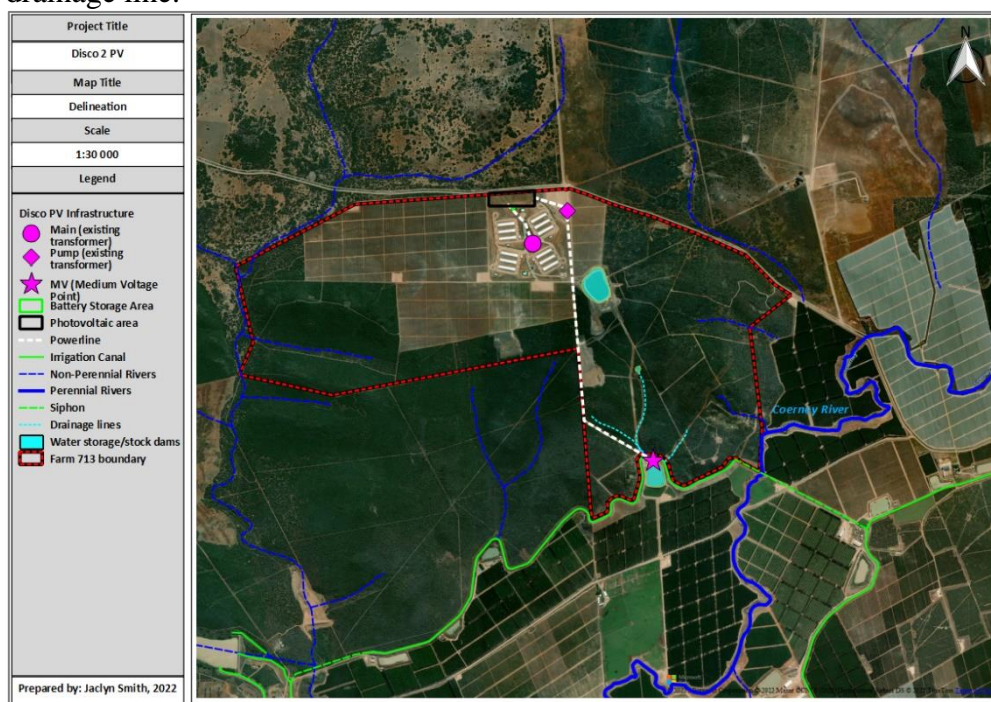 drainage line.
Project Title
Disco 2 PV
Map Title
Delineation
Scale
1:30 000
Legend
Disco PV Infrastructure
Main (existing
transformer)
Pump (existing
transformer)
MV (Medium Voltage
Point)
Battery Storage Area
Photovoltaic area
Powerline
Irrigation Canal
Non-Perennial Rivers
Perennial Rivers
Siphon
Drainage lines
Water storage/stock dams
Farm 713 boundary
Prepared by: Jaclyn Smith, 2022
N
Coerney River